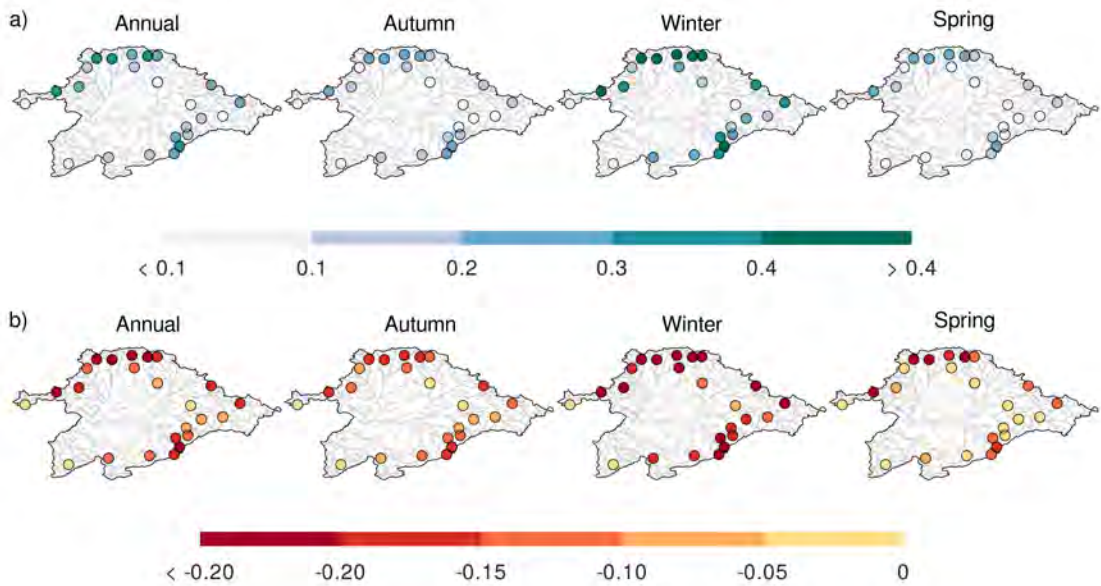 a)
Annual
Autumn
Winter
Spring
< 0.1
0.1
0.2
0.3
0.4
> 0.4
b)
Annual
Autumn
Winter
Spring
< -0.20
-0.20
-0.15
-0.10
-0.05
0